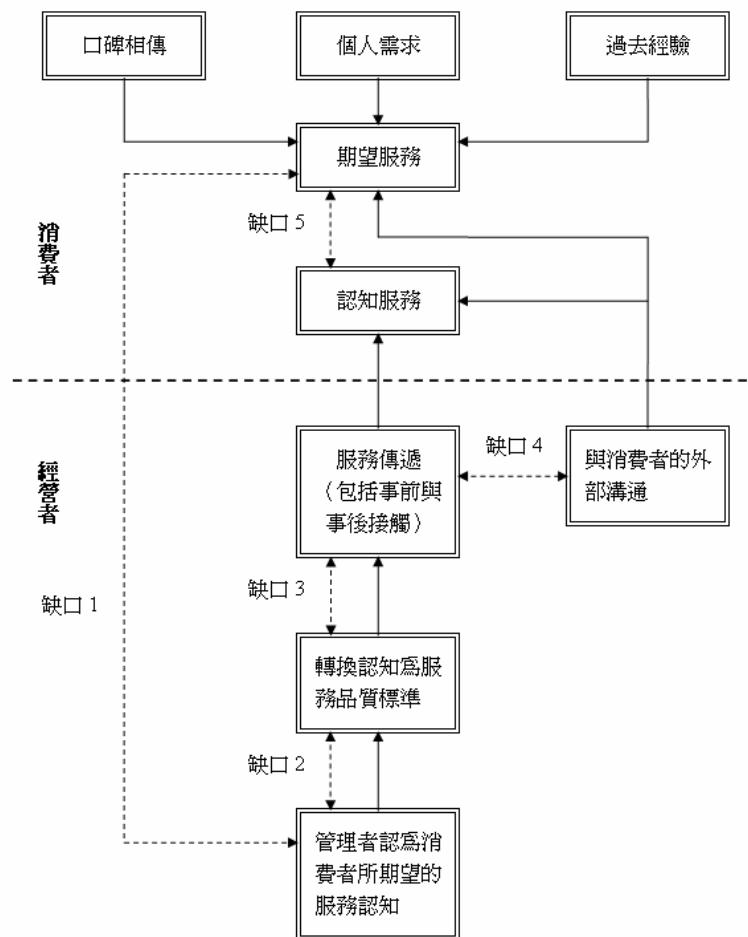 口碑相傳
個人需求
過去經驗
期望服務
缺口 5
消費者
認知服務
經營者
服務傳遞
（包括事前與
事後接觸）
缺口 4
與消費者的外
部溝通
缺口 3
缺口 1
轉換認知為服
務品質標準
缺口 2
管理者認為消
費者所期望的
服務認知